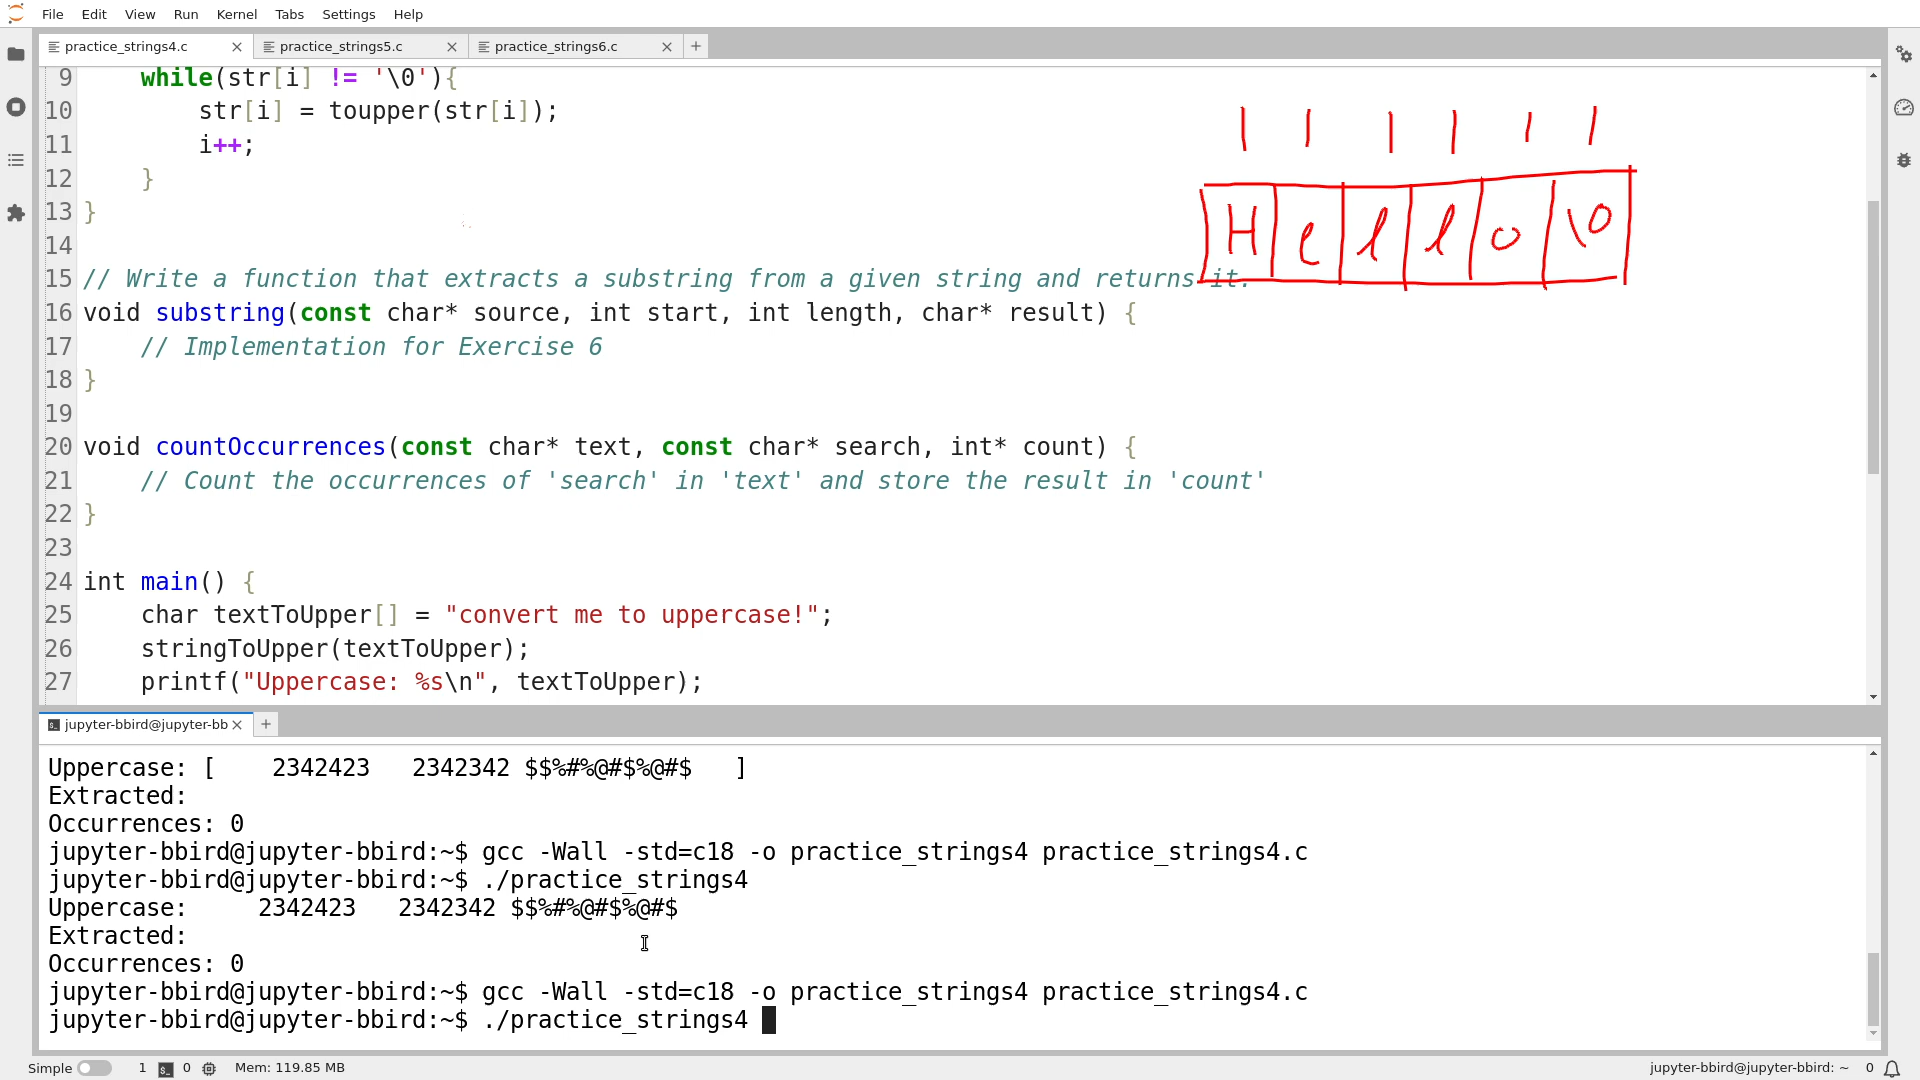 File Edit View Run Kernel Tabs Settings Help
practice_strings4.c practice_strings5.c practice_strings6.c
9 while(str[i] != '\0'){
10 str[i] = toupper(str[i]);
11 i++;
12 }
13 }
14
H e l l o \0
15 // Write a function that extracts a substring from a given string and returns it.
16 void substring(const char* source, int start, int length, char* result) {
17 // Implementation for Exercise 6
18 }
19
20 void countOccurrences(const char* text, const char* search, int* count) {
21 // Count the occurrences of 'search' in 'text' and store the result in 'count'
22 }
23
24 int main() {
25 char textToUpper[] = "convert me to uppercase!";
26 stringToUpper(textToUpper);
27 printf("Uppercase: %s\n", textToUpper);
jupyter-bbird@jupyter-bb
Uppercase: [    2342423   2342342 $$%#%@#$%@#$   ]
Extracted:
Occurrences: 0
jupyter-bbird@jupyter-bbird:~$ gcc -Wall -std=c18 -o practice_strings4 practice_strings4.c
jupyter-bbird@jupyter-bbird:~$ ./practice_strings4
Uppercase:     2342423   2342342 $$%#%@#$%@#$
Extracted:
Occurrences: 0
jupyter-bbird@jupyter-bbird:~$ gcc -Wall -std=c18 -o practice_strings4 practice_strings4.c
jupyter-bbird@jupyter-bbird:~$ ./practice_strings4
Simple 1 0 Mem: 119.85 MB jupyter-bbird@jupyter-bbird: ~ 0